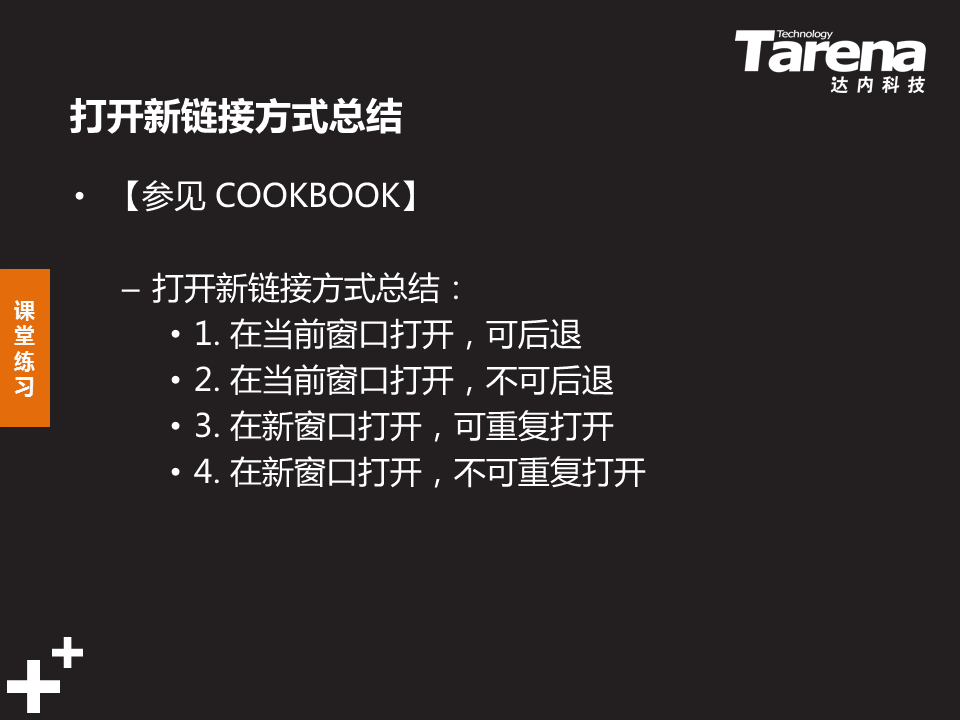 Technology
Tarena
达内科技
打开新链接方式总结
• 【参见 COOKBOOK】
– 打开新链接方式总结：
• 1. 在当前窗口打开，可后退
• 2. 在当前窗口打开，不可后退
• 3. 在新窗口打开，可重复打开
• 4. 在新窗口打开，不可重复打开
课
堂
练
习